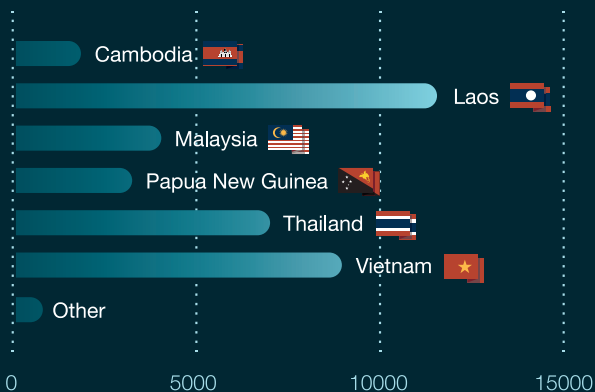 Cambodia
Laos
Malaysia
Papua New Guinea
Thailand
Vietnam
Other
0 5000 10000 15000